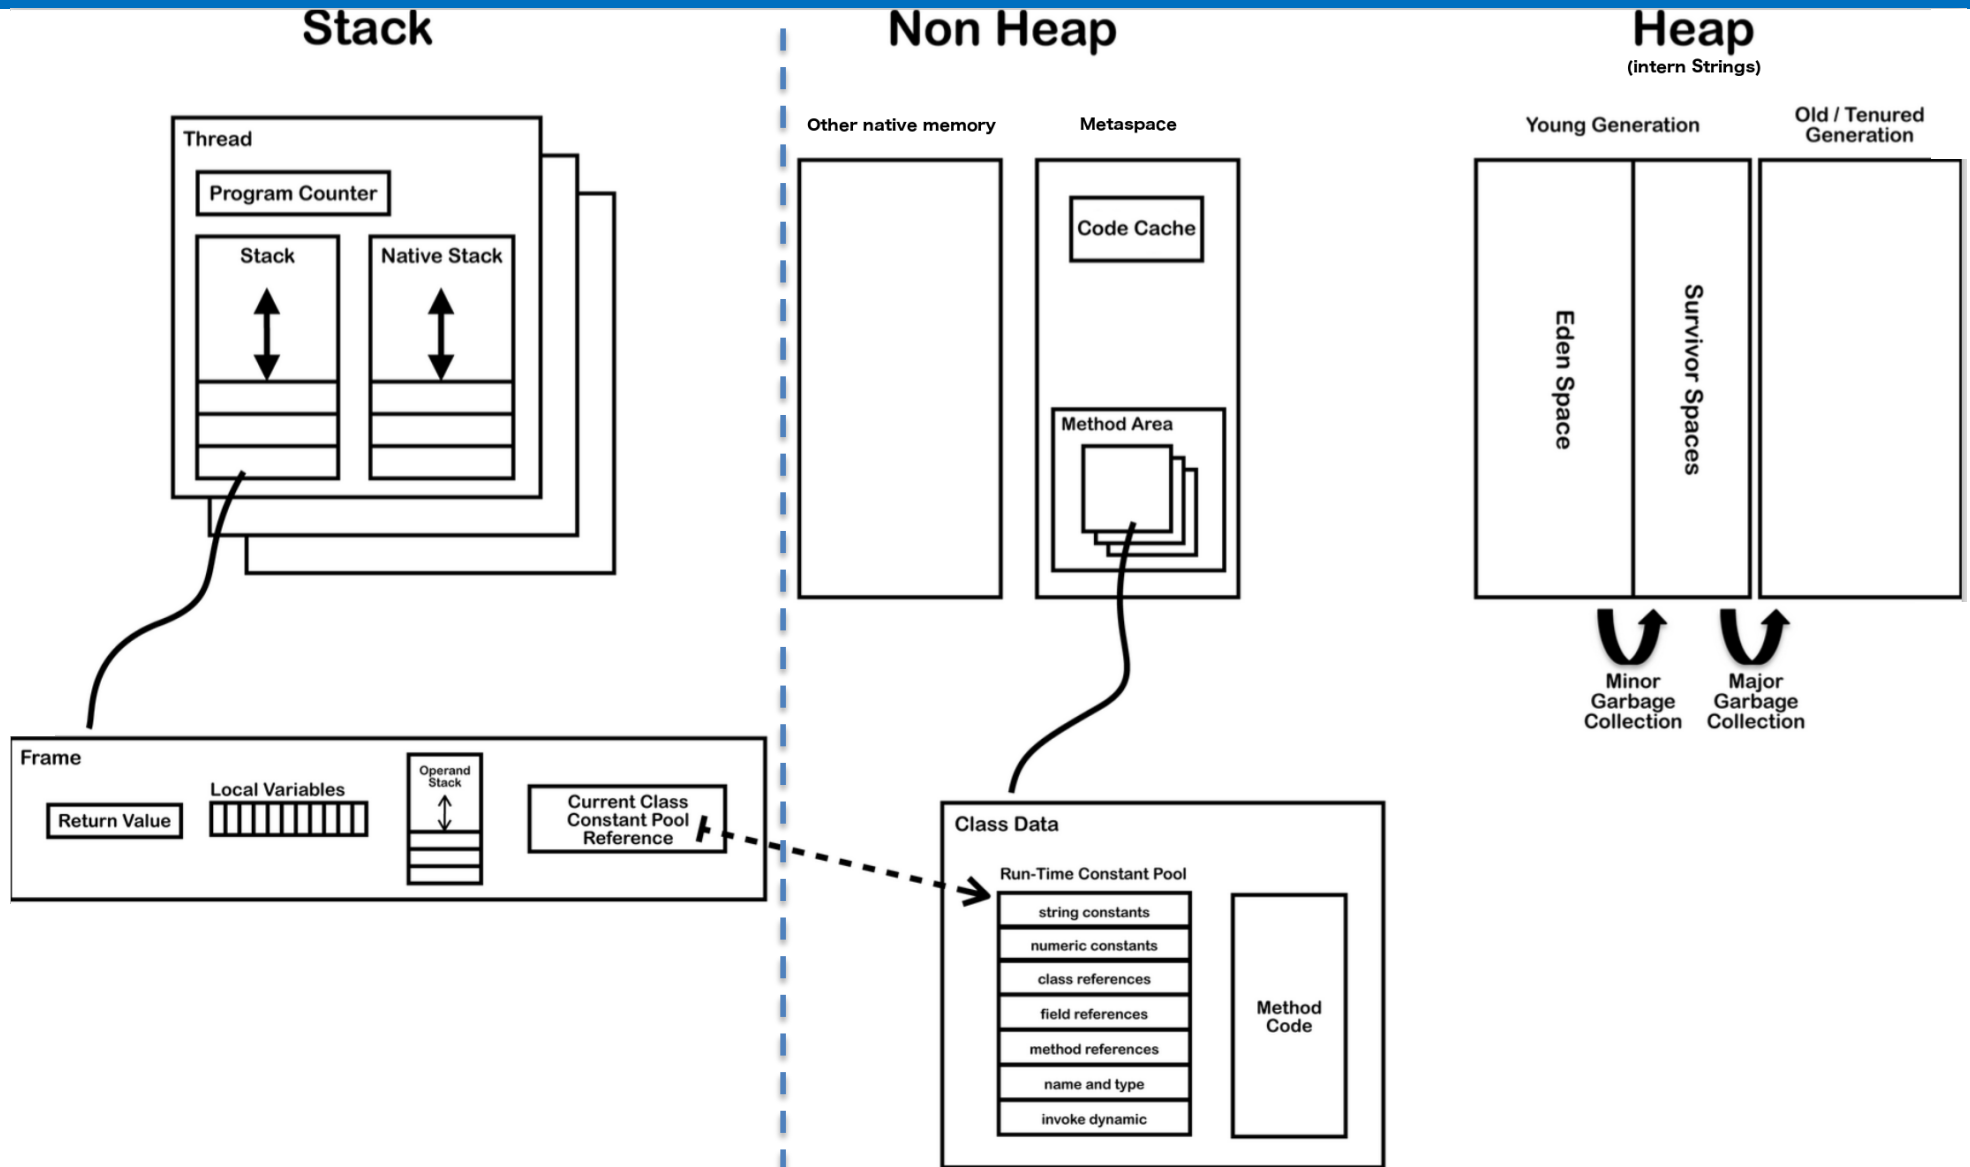 Stack
Non Heap
Heap
(intern Strings)
Thread
Program Counter
Stack
Native Stack
Other native memory
Metaspace
Code Cache
Method Area
Young Generation
Old / Tenured
Generation
Eden Space
Survivor Spaces
Minor
Garbage
Collection
Major
Garbage
Collection
Frame
Return Value
Local Variables
Operand
Stack
Current Class
Constant Pool
Reference
Class Data
Run-Time Constant Pool
string constants
numeric constants
class references
field references
method references
name and type
invoke dynamic
Method
Code